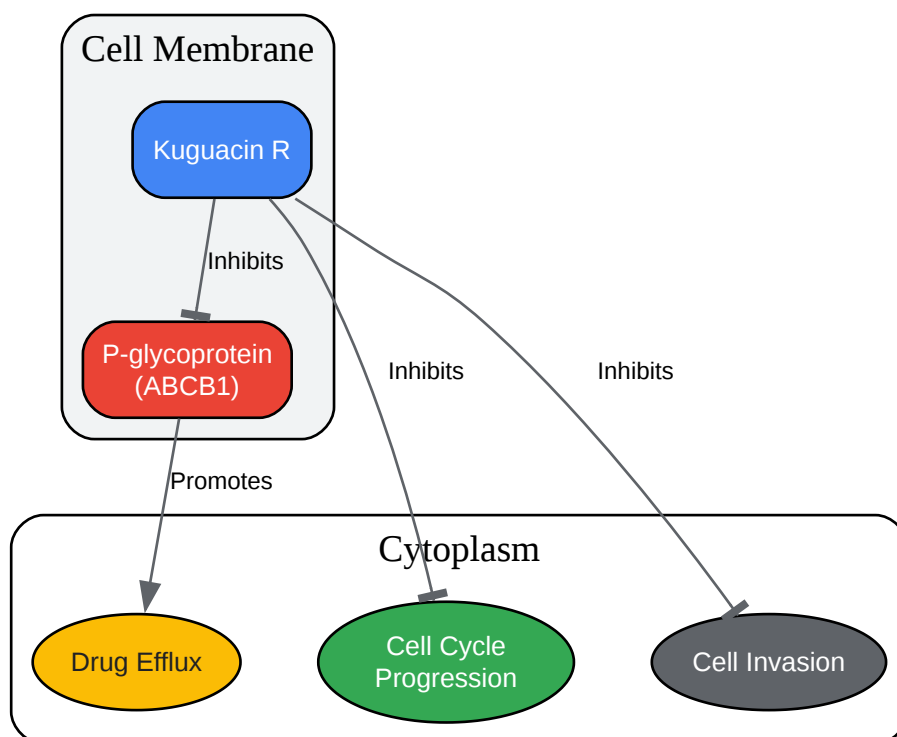 Cell Membrane
Kuguacin R
Inhibits
P-glycoprotein
(ABCB1)
Inhibits
Inhibits
Promotes
Cytoplasm
Drug Efflux
Cell Cycle
Progression
Cell Invasion